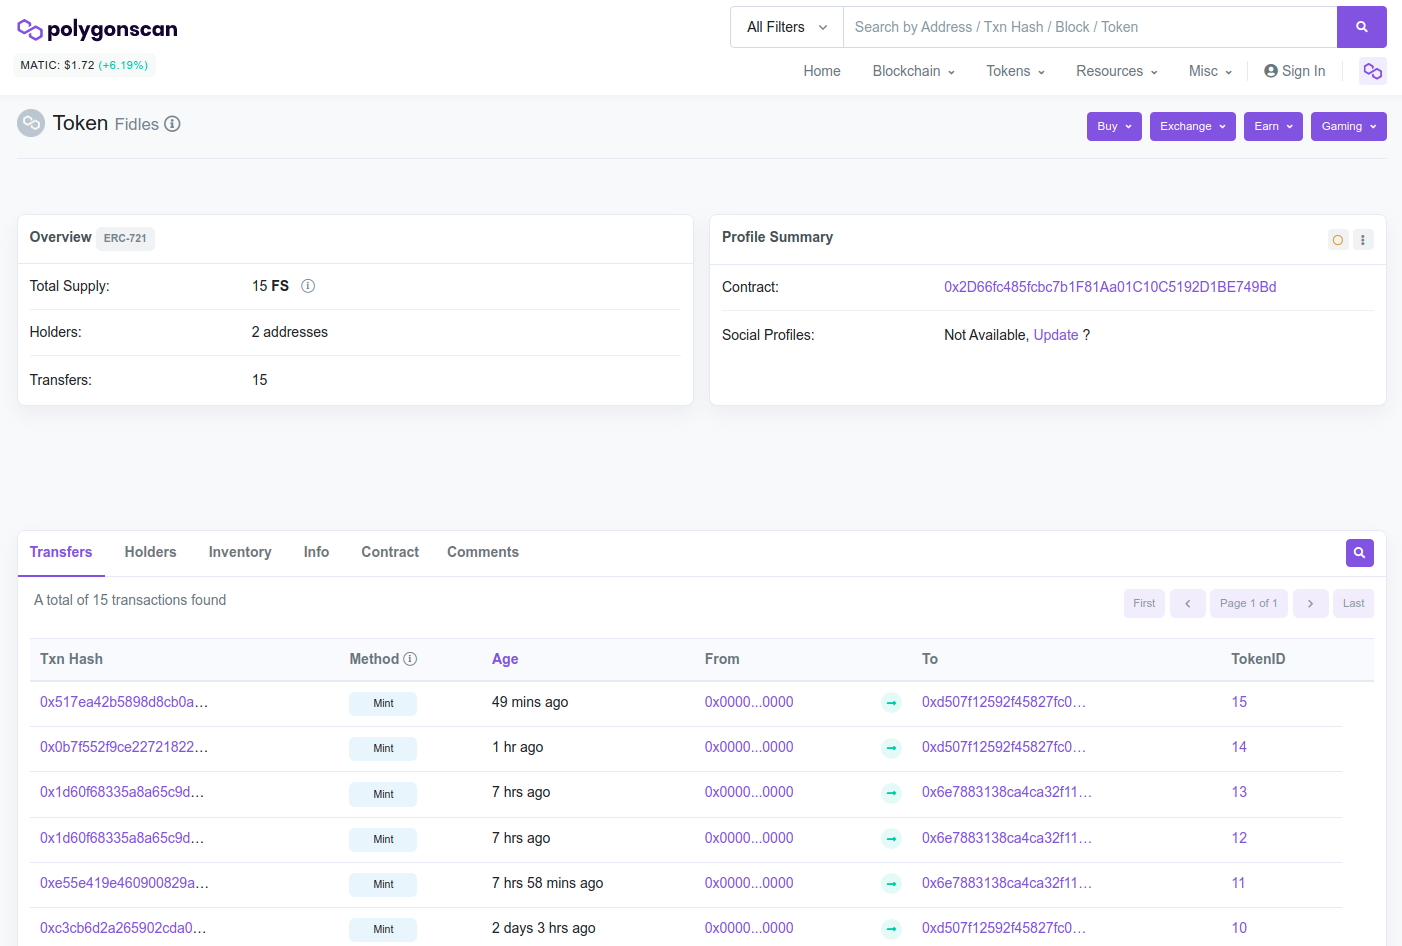 polygonscan
All Filters
Search by Address / Txn Hash / Block / Token
MATIC: $1.72 (+6.19%)
Home Blockchain Tokens Resources Misc Sign In
Token Fidles
Buy Exchange Earn Gaming
Overview ERC-721
Total Supply: 15 FS
Holders: 2 addresses
Transfers: 15
Profile Summary
Contract: 0x2D66fc485fcbc7b1F81Aa01C10C5192D1BE749Bd
Social Profiles: Not Available, Update ?
Transfers Holders Inventory Info Contract Comments
A total of 15 transactions found
First Page 1 of 1 Last
Txn Hash Method Age From To TokenID
0x517ea42b5898d8cb0a… Mint 49 mins ago 0x0000...0000 0xd507f12592f45827fc0… 15
0x0b7f552f9ce22721822… Mint 1 hr ago 0x0000...0000 0xd507f12592f45827fc0… 14
0x1d60f68335a8a65c9d… Mint 7 hrs ago 0x0000...0000 0x6e7883138ca4ca32f11… 13
0x1d60f68335a8a65c9d… Mint 7 hrs ago 0x0000...0000 0x6e7883138ca4ca32f11… 12
0xe55e419e460900829a… Mint 7 hrs 58 mins ago 0x0000...0000 0x6e7883138ca4ca32f11… 11
0xc3cb6d2a265902cda0… Mint 2 days 3 hrs ago 0x0000...0000 0xd507f12592f45827fc0… 10